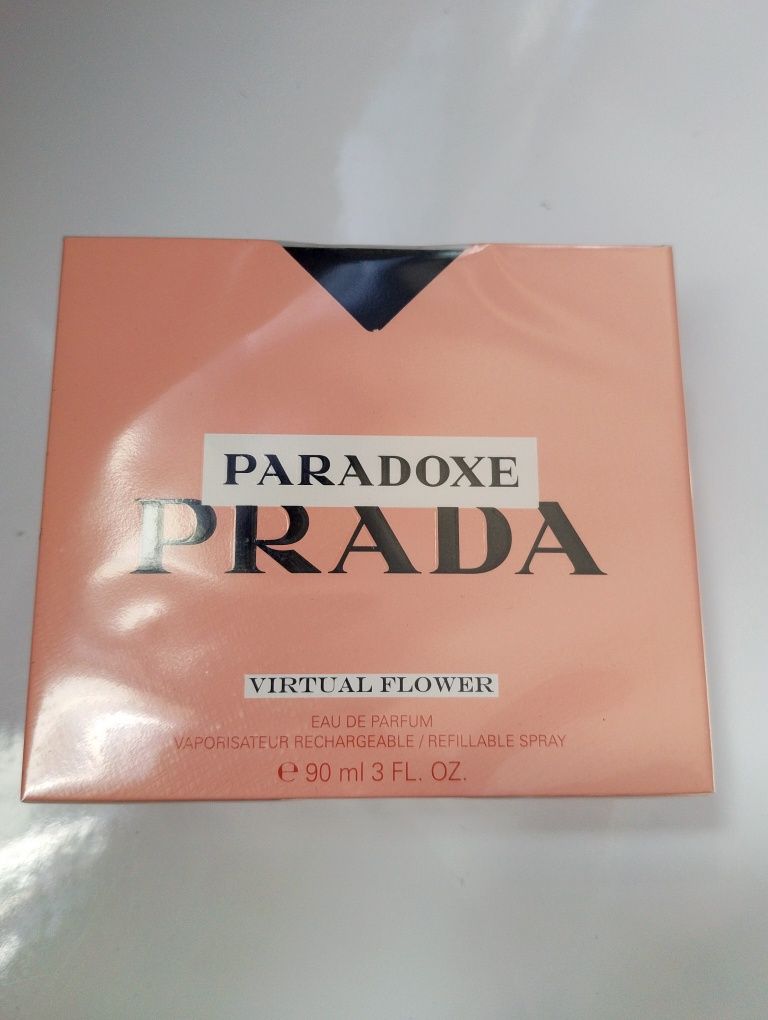 PARADOXE
PRADA
VIRTUAL FLOWER
EAU DE PARFUM
VAPORISATEUR RECHARGEABLE / REFILLABLE SPRAY
℮ 90 ml 3 FL. OZ.